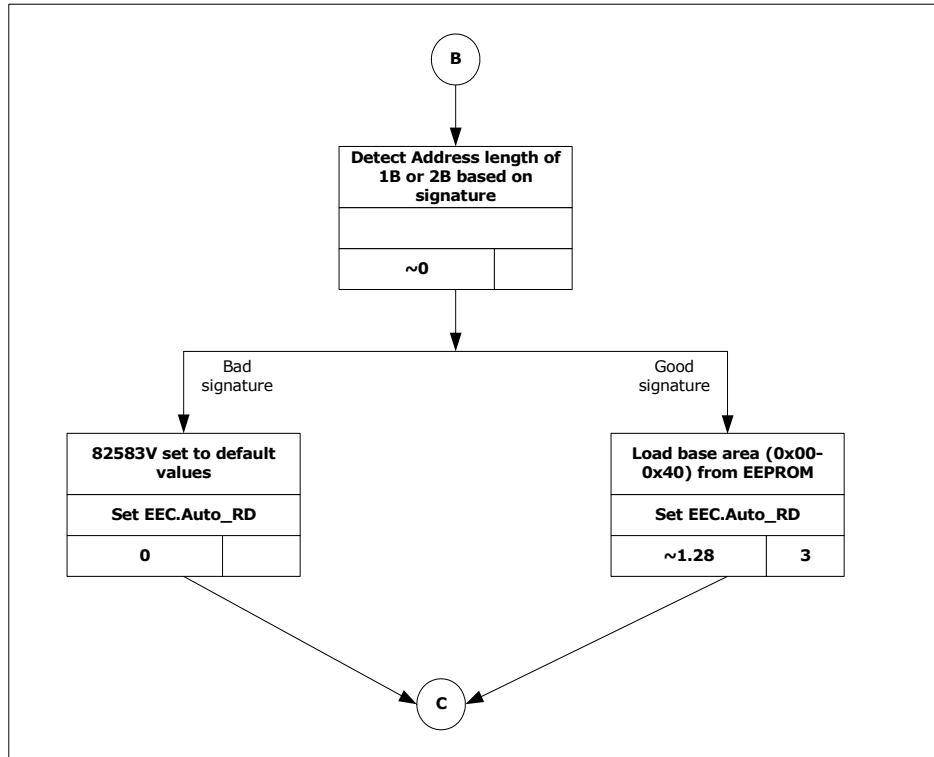 B
Detect Address length of
1B or 2B based on
signature
~0
Bad
signature
Good
signature
82583V set to default
values
Set EEC.Auto_RD
0
Load base area (0x00-
0x40) from EEPROM
Set EEC.Auto_RD
~1.28 3
C